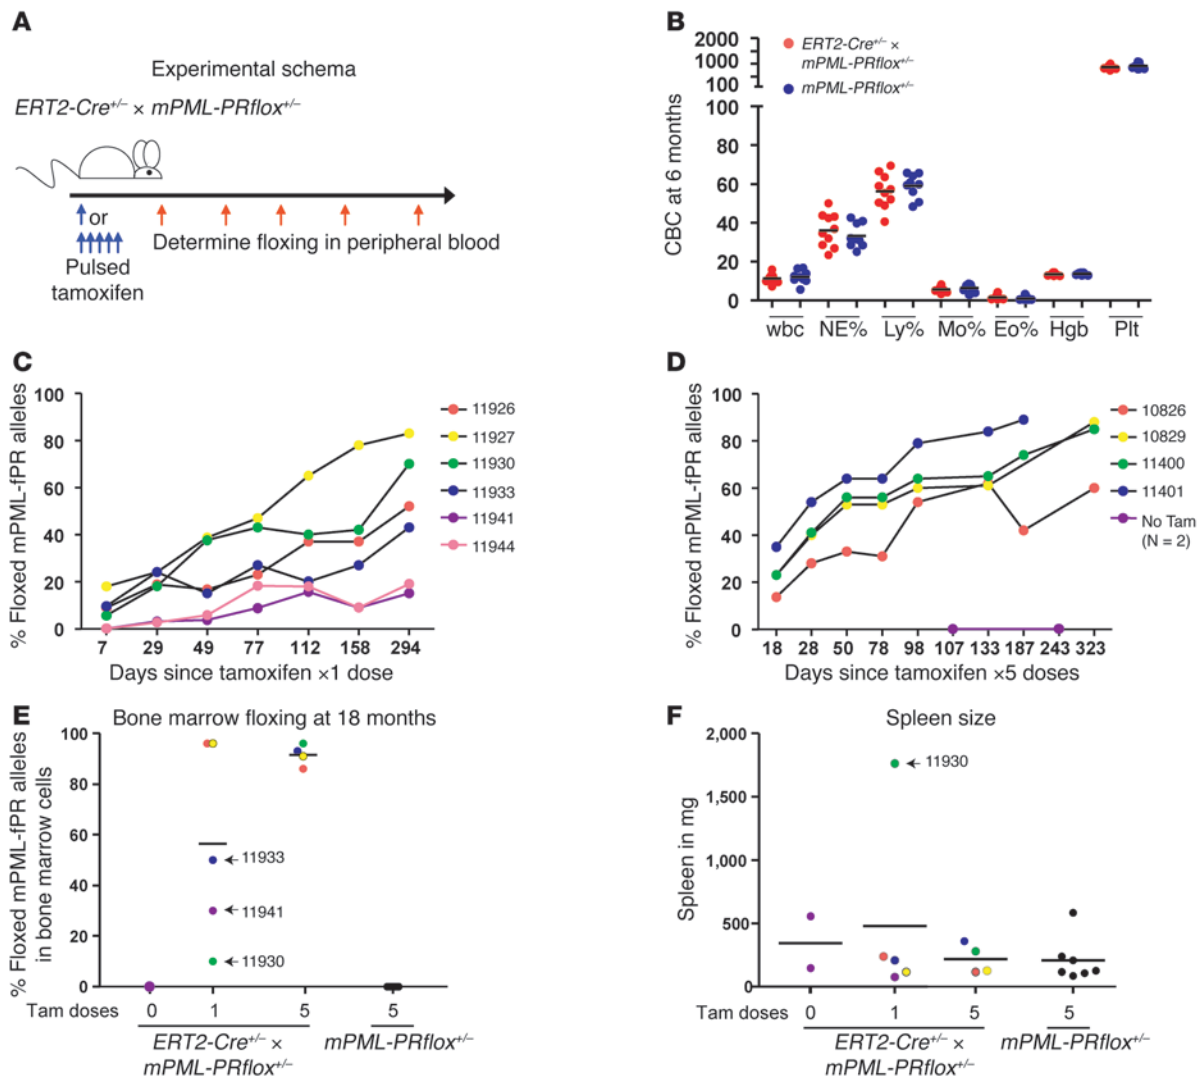 A
Experimental schema
ERT2-Cre+/– × mPML-PRflox+/–
or
Pulsed
tamoxifen
Determine floxing in peripheral blood
B
CBC at 6 months
2000
1000
100
100
80
60
40
20
0
ERT2-Cre+/– ×
mPML-PRflox+/–
mPML-PRflox+/–
wbc NE% Ly% Mo% Eo% Hgb Plt
C
% Floxed mPML-fPR alleles
100
80
60
40
20
0
7 29 49 77 112 158 294
Days since tamoxifen ×1 dose
11926
11927
11930
11933
11941
11944
D
% Floxed mPML-fPR alleles
100
80
60
40
20
0
18 28 50 78 98 107 133 187 243 323
Days since tamoxifen ×5 doses
10826
10829
11400
11401
No Tam
(N = 2)
E
Bone marrow floxing at 18 months
% Floxed mPML-fPR alleles
in bone marrow cells
100
80
60
40
20
0
11933
11941
11930
Tam doses 0 1 5 5
ERT2-Cre+/– ×
mPML-PRflox+/–
mPML-PRflox+/–
F
Spleen size
Spleen in mg
2,000
1,500
1,000
500
0
11930
Tam doses 0 1 5 5
ERT2-Cre+/– ×
mPML-PRflox+/–
mPML-PRflox+/–